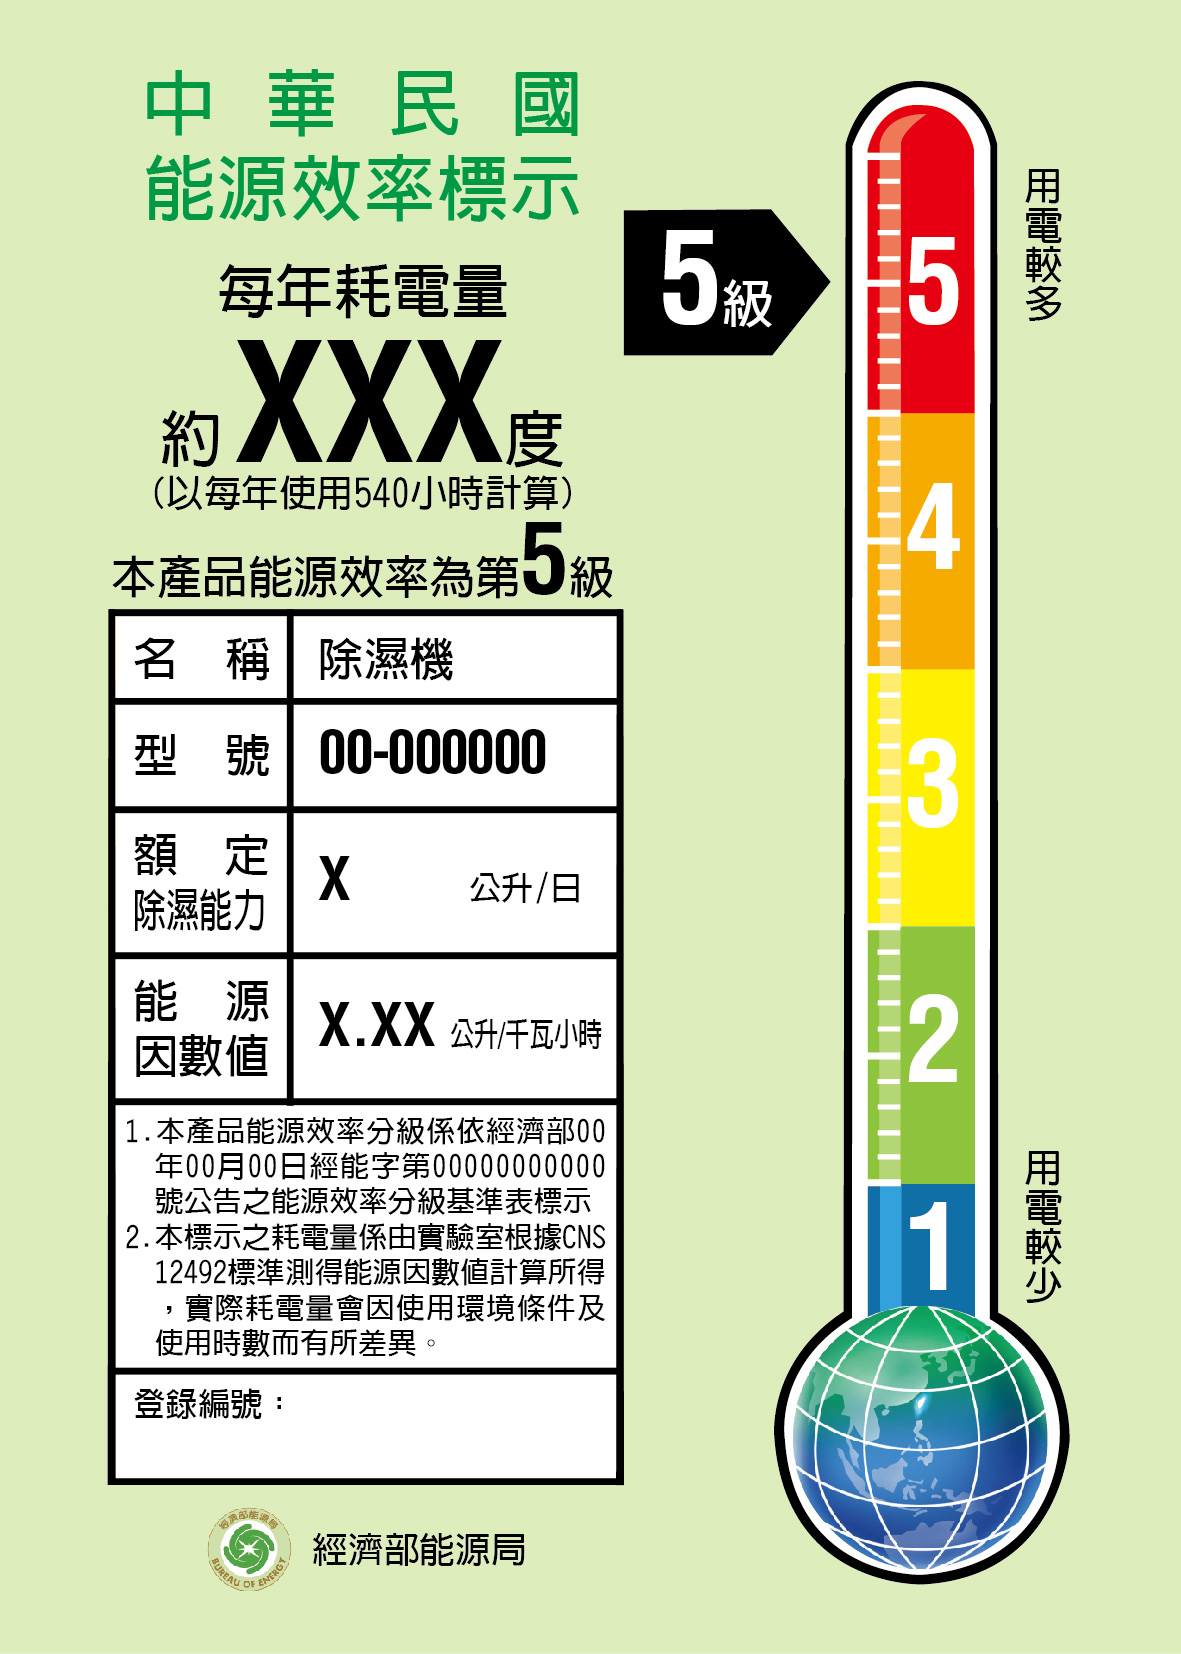 中華民國
能源效率標示
每年耗電量
約XXX度
(以每年使用540小時計算)
本產品能源效率為第5級
名稱 除濕機
型號 00-000000
額定除濕能力 X 公升/日
能源因數值 X.XX 公升/千瓦小時
1.本產品能源效率分級係依經濟部00
年00月00日經能字第00000000000
號公告之能源效率分級基準表標示
2.本標示之耗電量係由實驗室根據CNS
12492標準測得能源因數值計算所得
，實際耗電量會因使用環境條件及
使用時數而有所差異。
登錄編號：
經濟部能源局
BUREAU OF ENERGY
經濟部能源局
5級
用電較多
5
4
3
2
1
用電較少